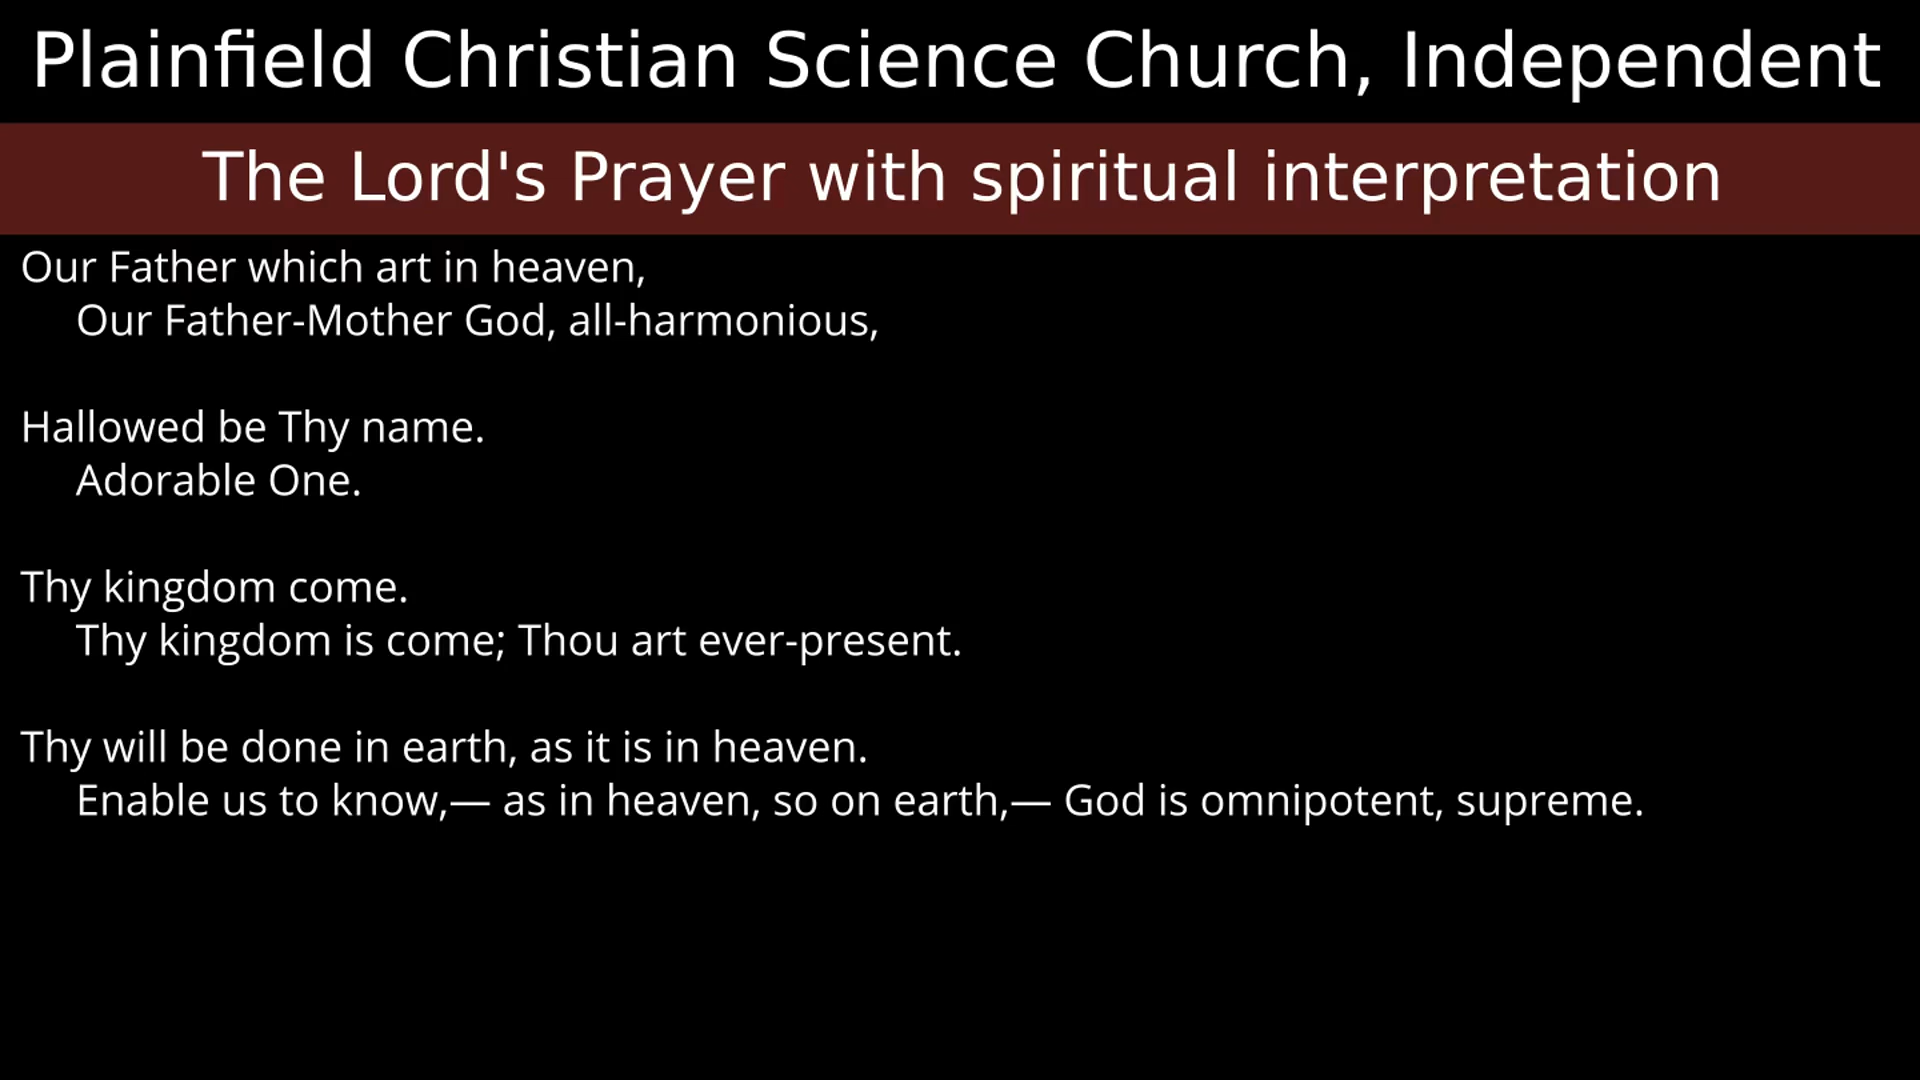 Plainfield Christian Science Church, Independent
The Lord's Prayer with spiritual interpretation
Our Father which art in heaven,
Our Father-Mother God, all-harmonious,
Hallowed be Thy name.
Adorable One.
Thy kingdom come.
Thy kingdom is come; Thou art ever-present.
Thy will be done in earth, as it is in heaven.
Enable us to know,— as in heaven, so on earth,— God is omnipotent, supreme.